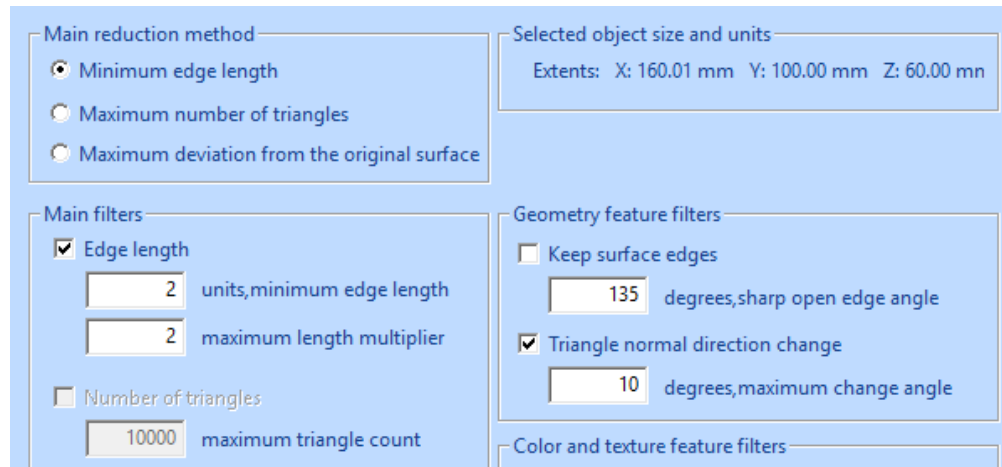 Main reduction method
Minimum edge length
Maximum number of triangles
Maximum deviation from the original surface
Selected object size and units
Extents: X: 160.01 mm Y: 100.00 mm Z: 60.00 mn
Main filters
Edge length
2 units,minimum edge length
2 maximum length multiplier
Number of triangles
10000 maximum triangle count
Geometry feature filters
Keep surface edges
135 degrees,sharp open edge angle
Triangle normal direction change
10 degrees,maximum change angle
Color and texture feature filters